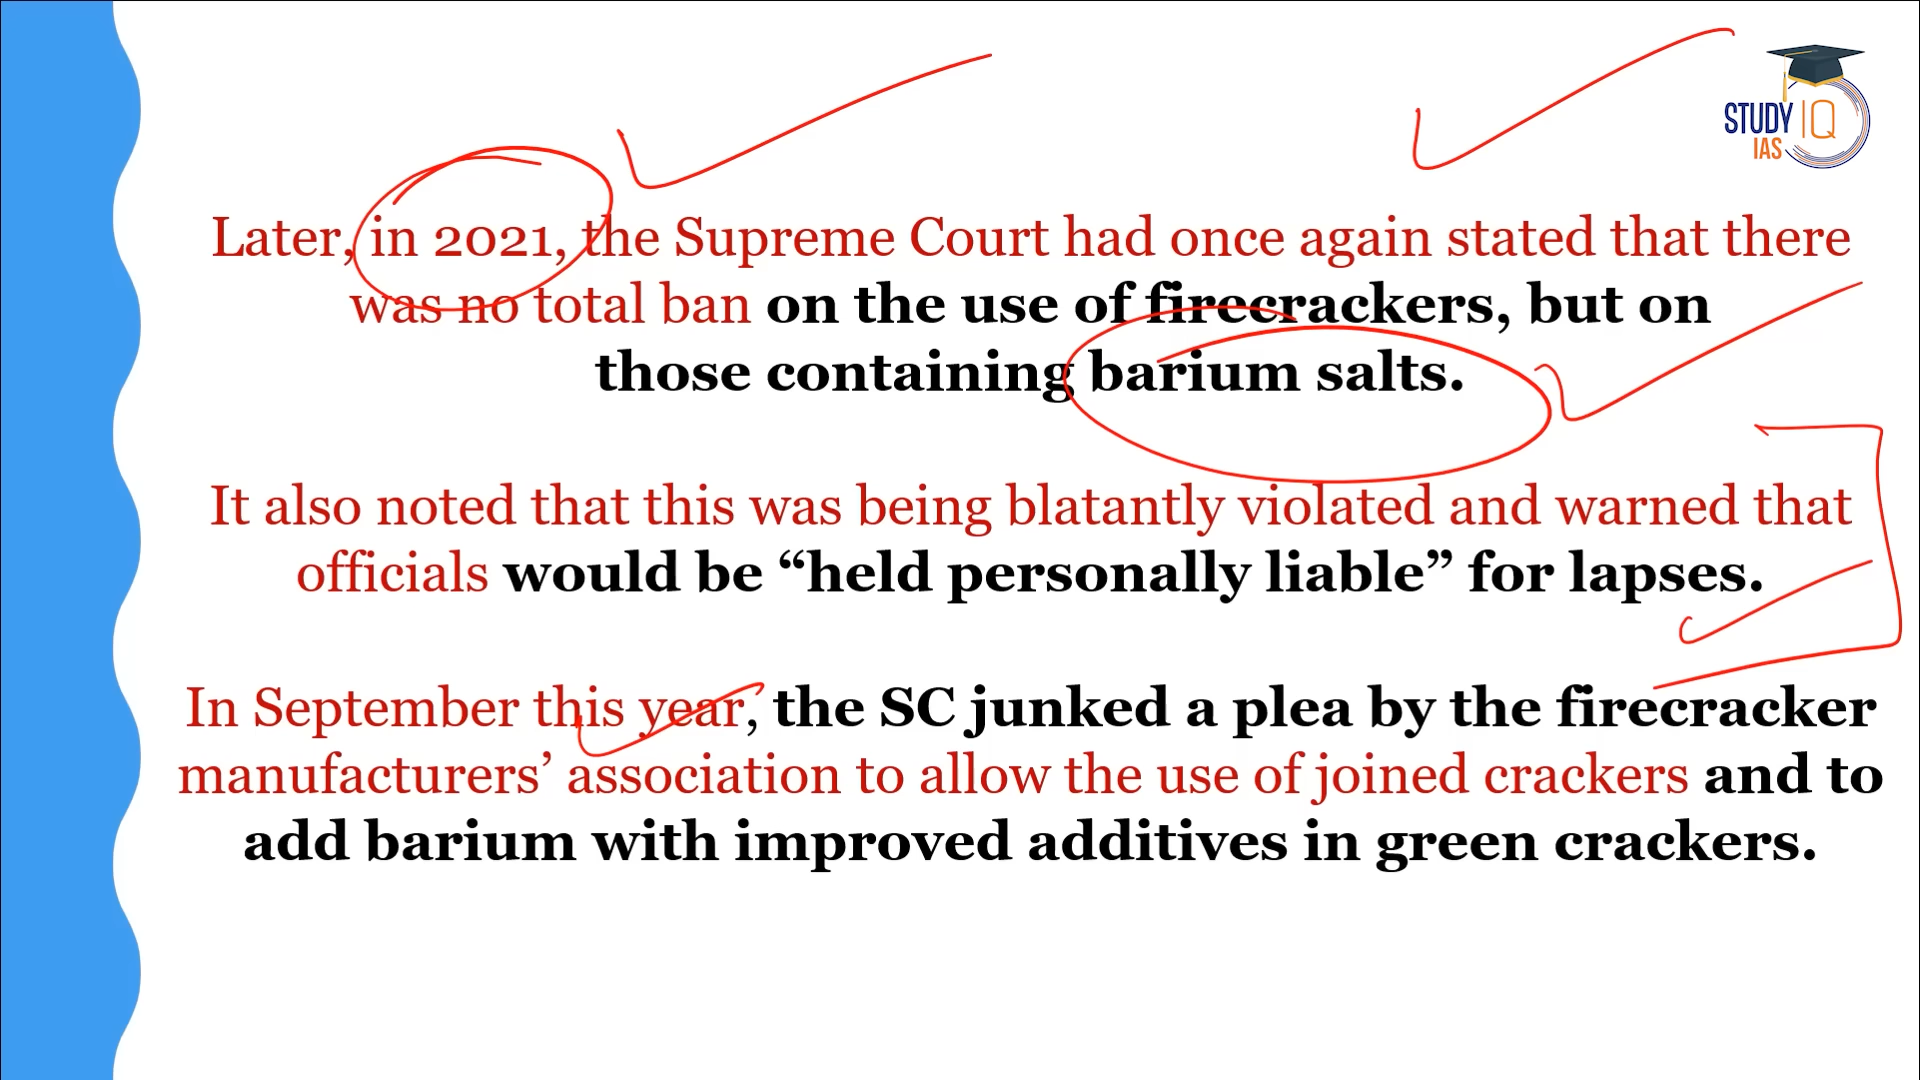 STUDY IQ
IAS
Later, in 2021, the Supreme Court had once again stated that there
was no total ban on the use of firecrackers, but on
those containing barium salts.
It also noted that this was being blatantly violated and warned that
officials would be “held personally liable” for lapses.
In September this year, the SC junked a plea by the firecracker
manufacturers’ association to allow the use of joined crackers and to
add barium with improved additives in green crackers.